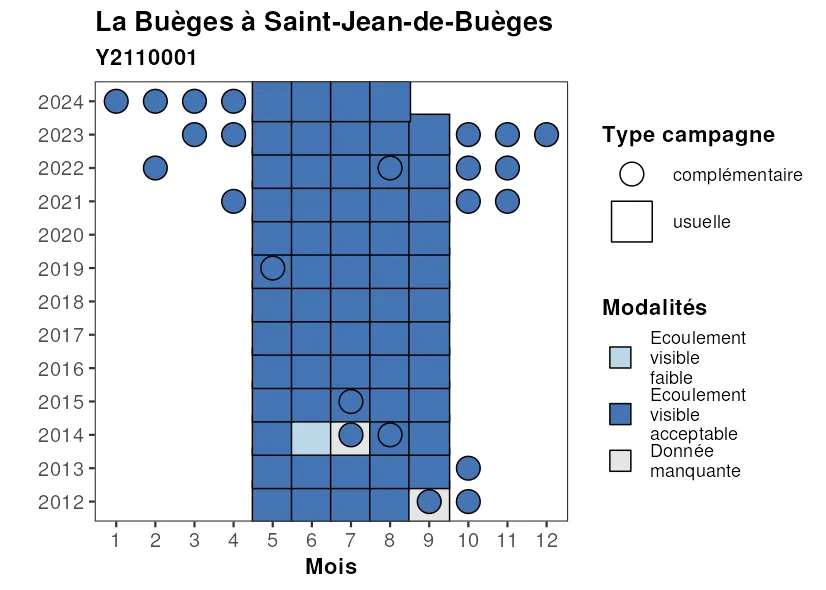 La Buèges à Saint-Jean-de-Buèges
Y2110001
2024
2023
2022
2021
2020
2019
2018
2017
2016
2015
2014
2013
2012
1 2 3 4 5 6 7 8 9 10 11 12
Mois
Type campagne
complémentaire
usuelle
Modalités
Ecoulement
visible
faible
Ecoulement
visible
acceptable
Donnée
manquante